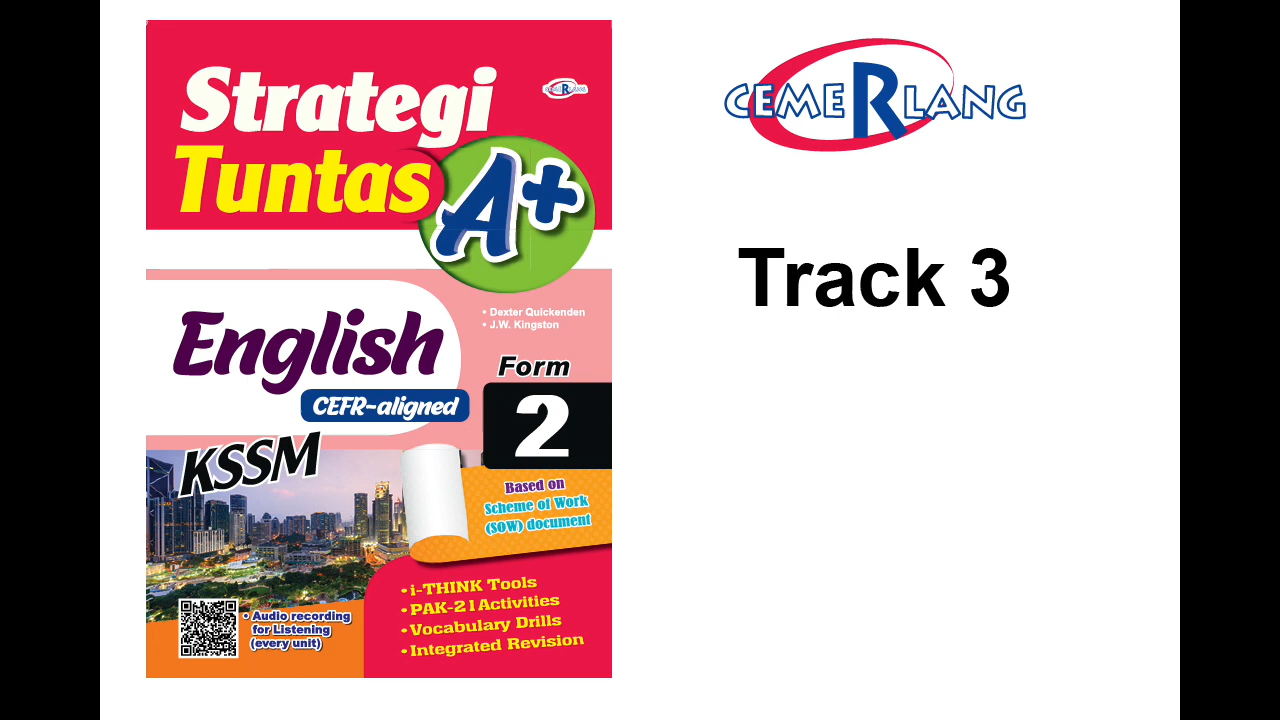 Strategi
CEMERLANG
Tuntas
A+
English
CEFR-aligned
• Dexter Quickenden
• J.W. Kingston
Form
2
KSSM
Based on
Scheme of Work
(SOW) document
• i-THINK Tools
• PAK-21 Activities
• Vocabulary Drills
• Integrated Revision
• Audio recording
for Listening
(every unit)
CEMERLANG
Track 3